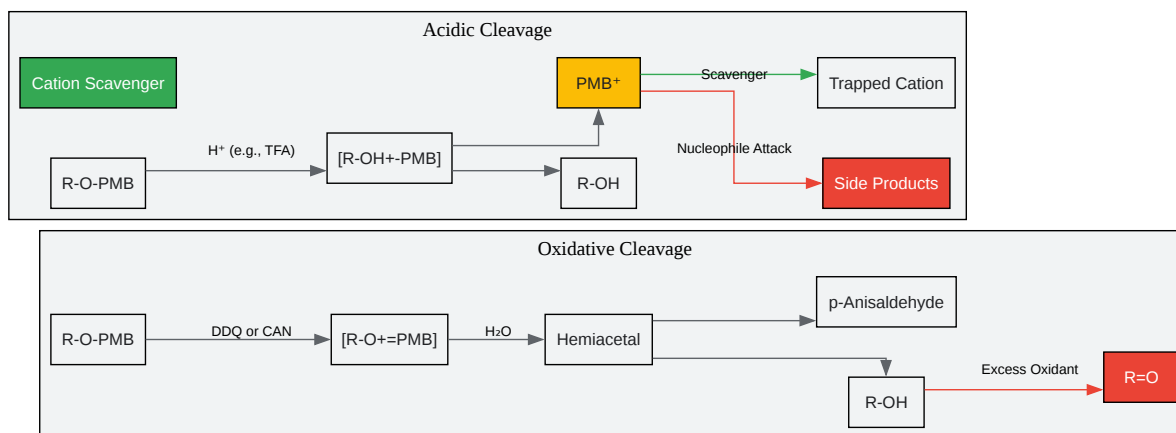 Acidic Cleavage
Cation Scavenger
PMB⁺
Scavenger
Trapped Cation
H⁺ (e.g., TFA)
[R-OH+-PMB]
Nucleophile Attack
R-O-PMB
R-OH
Side Products
Oxidative Cleavage
p-Anisaldehyde
R-O-PMB
DDQ or CAN
[R-O+=PMB]
H₂O
Hemiacetal
Excess Oxidant
R=O
R-OH